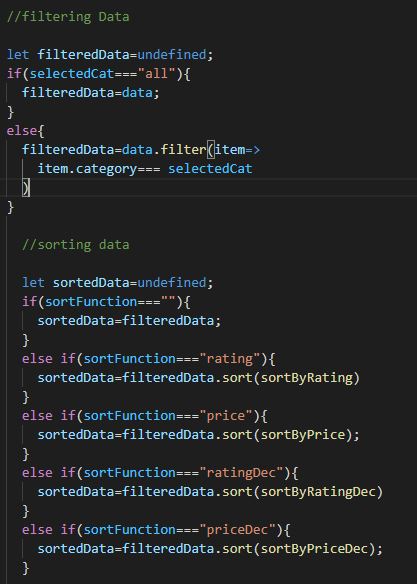 //filtering Data
let filteredData=undefined;
if(selectedCat==="all"){
filteredData=data;
}
else{
filteredData=data.filter(item=>
item.category=== selectedCat
)
}
//sorting data
let sortedData=undefined;
if(sortFunction===""){
sortedData=filteredData;
}
else if(sortFunction==="rating"){
sortedData=filteredData.sort(sortByRating)
}
else if(sortFunction==="price"){
sortedData=filteredData.sort(sortByPrice);
}
else if(sortFunction==="ratingDec"){
sortedData=filteredData.sort(sortByRatingDec)
}
else if(sortFunction==="priceDec"){
sortedData=filteredData.sort(sortByPriceDec);
}